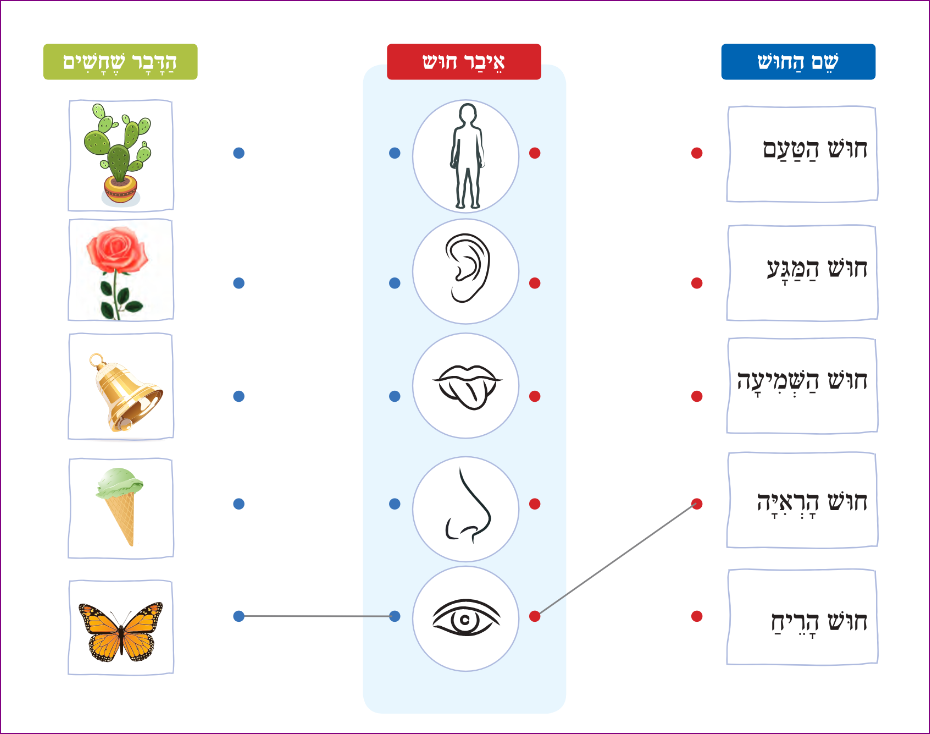 שֵׁם הַחוּשׁ
אֵיבַר חוּשׁ
הַדָּבָר שֶׁחָשִׁים
חוּשׁ הַטַּעַם
חוּשׁ הַמַּגָּע
חוּשׁ הַשְּׁמִיעָה
חוּשׁ הָרְאִיָּה
חוּשׁ הָרֵיחַ